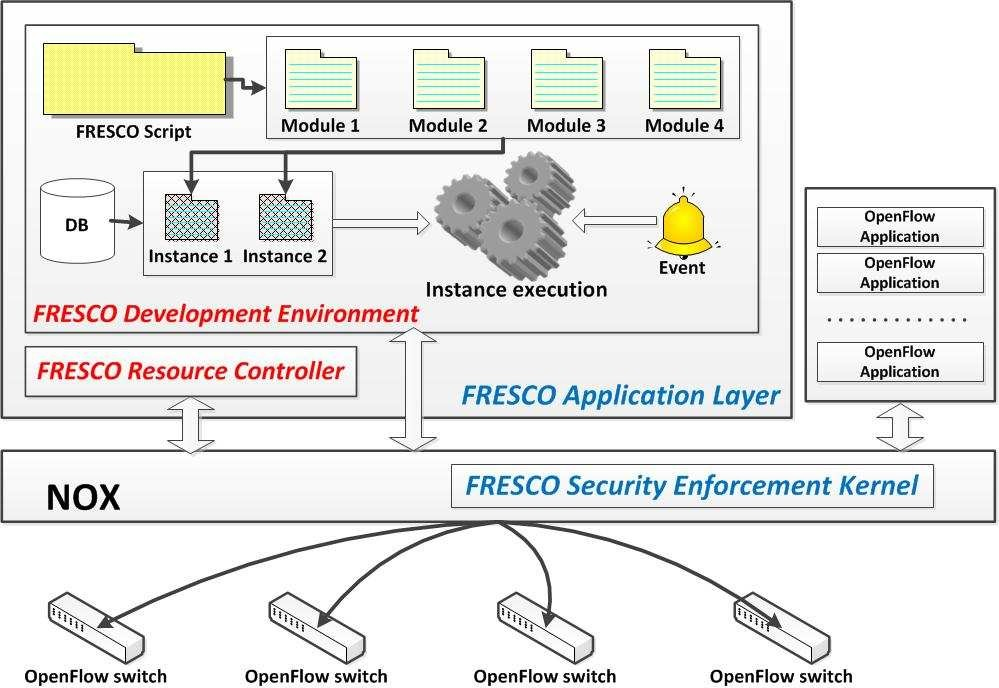 FRESCO Script
Module 1
Module 2
Module 3
Module 4
DB
Instance 1
Instance 2
Instance execution
Event
FRESCO Development Environment
FRESCO Resource Controller
FRESCO Application Layer
OpenFlow
Application
OpenFlow
Application
. . . . . . . . . . . . .
OpenFlow
Application
NOX
FRESCO Security Enforcement Kernel
OpenFlow switch
OpenFlow switch
OpenFlow switch
OpenFlow switch